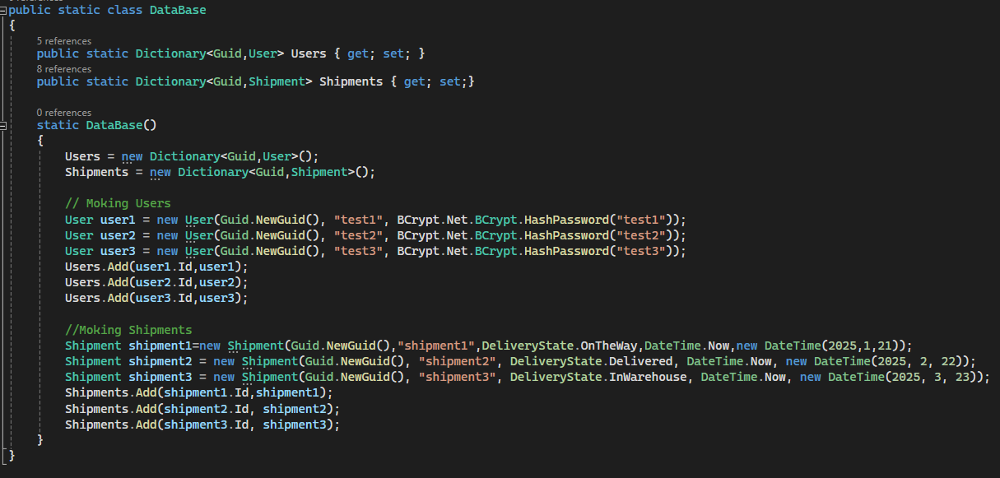 public static class DataBase
{
5 references
public static Dictionary<Guid,User> Users { get; set; }
8 references
public static Dictionary<Guid,Shipment> Shipments { get; set;}
0 references
static DataBase()
{
Users = new Dictionary<Guid,User>();
Shipments = new Dictionary<Guid,Shipment>();
// Moking Users
User user1 = new User(Guid.NewGuid(), "test1", BCrypt.Net.BCrypt.HashPassword("test1"));
User user2 = new User(Guid.NewGuid(), "test2", BCrypt.Net.BCrypt.HashPassword("test2"));
User user3 = new User(Guid.NewGuid(), "test3", BCrypt.Net.BCrypt.HashPassword("test3"));
Users.Add(user1.Id,user1);
Users.Add(user2.Id,user2);
Users.Add(user3.Id,user3);
//Moking Shipments
Shipment shipment1=new Shipment(Guid.NewGuid(),"shipment1",DeliveryState.OnTheWay,DateTime.Now,new DateTime(2025,1,21));
Shipment shipment2 = new Shipment(Guid.NewGuid(), "shipment2", DeliveryState.Delivered, DateTime.Now, new DateTime(2025, 2, 22));
Shipment shipment3 = new Shipment(Guid.NewGuid(), "shipment3", DeliveryState.InWarehouse, DateTime.Now, new DateTime(2025, 3, 23));
Shipments.Add(shipment1.Id,shipment1);
Shipments.Add(shipment2.Id, shipment2);
Shipments.Add(shipment3.Id, shipment3);
}
}